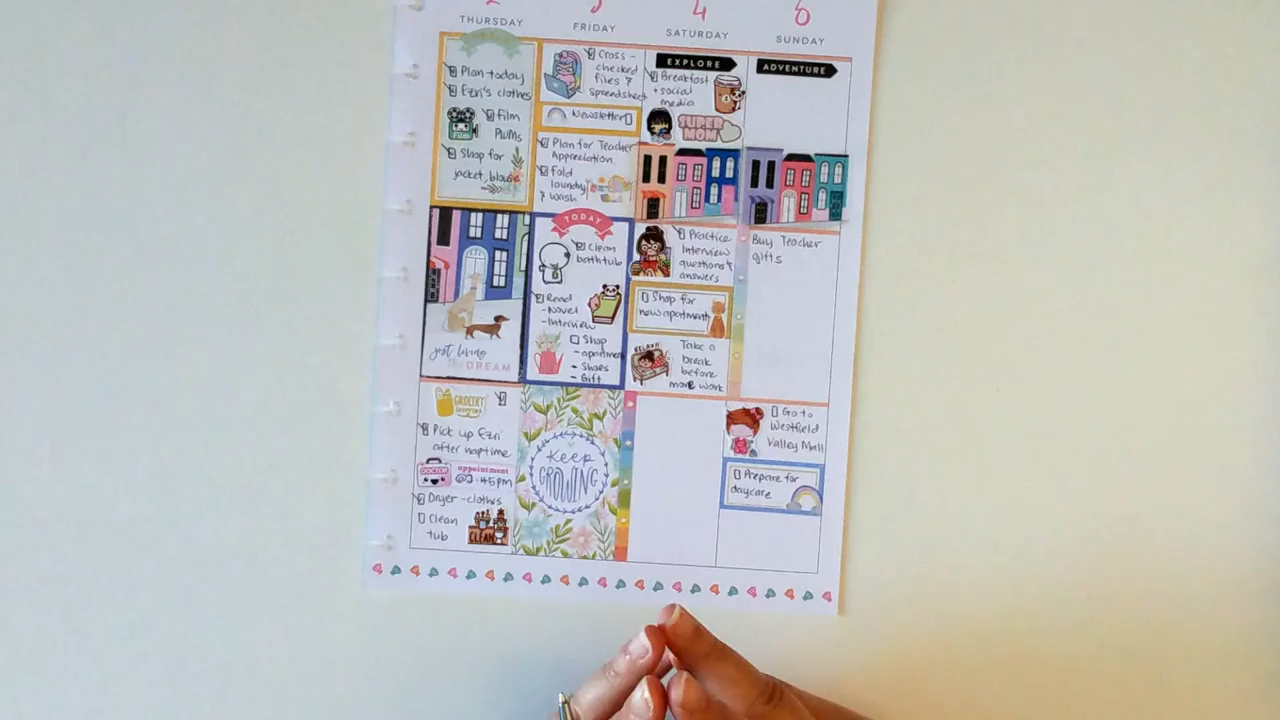 4
THURSDAY
FRIDAY
SATURDAY
SUNDAY
Plan today
Ezri's clothes
Film
film
PWMs
Shop for
jacket, blouse
Cross-
checked
files &
spreadsheet
Newsletter
Plan for Teacher
Appreciation
fold
laundry
& wash
EXPLORE
Breakfast
+ social
media
SUPER
MOM
ADVENTURE
just living
the DREAM
TODAY
Clean
bathtub
Read
-Novel
-Interview
Shop
-apartment
-Shoes
-Gift
Practice
Interview
questions &
answers
Shop for
new apartment
RELAX!
Take a
break
before
more work
Buy Teacher
gifts
GROCERY
SHOPPING
Pick up Ezri
after naptime
DOCTOR
appointment
Dryer-clothes
Clean
tub
CLEAN
Keep
GROWING
Go to
Westfield
Valley Mall
Prepare for
daycare